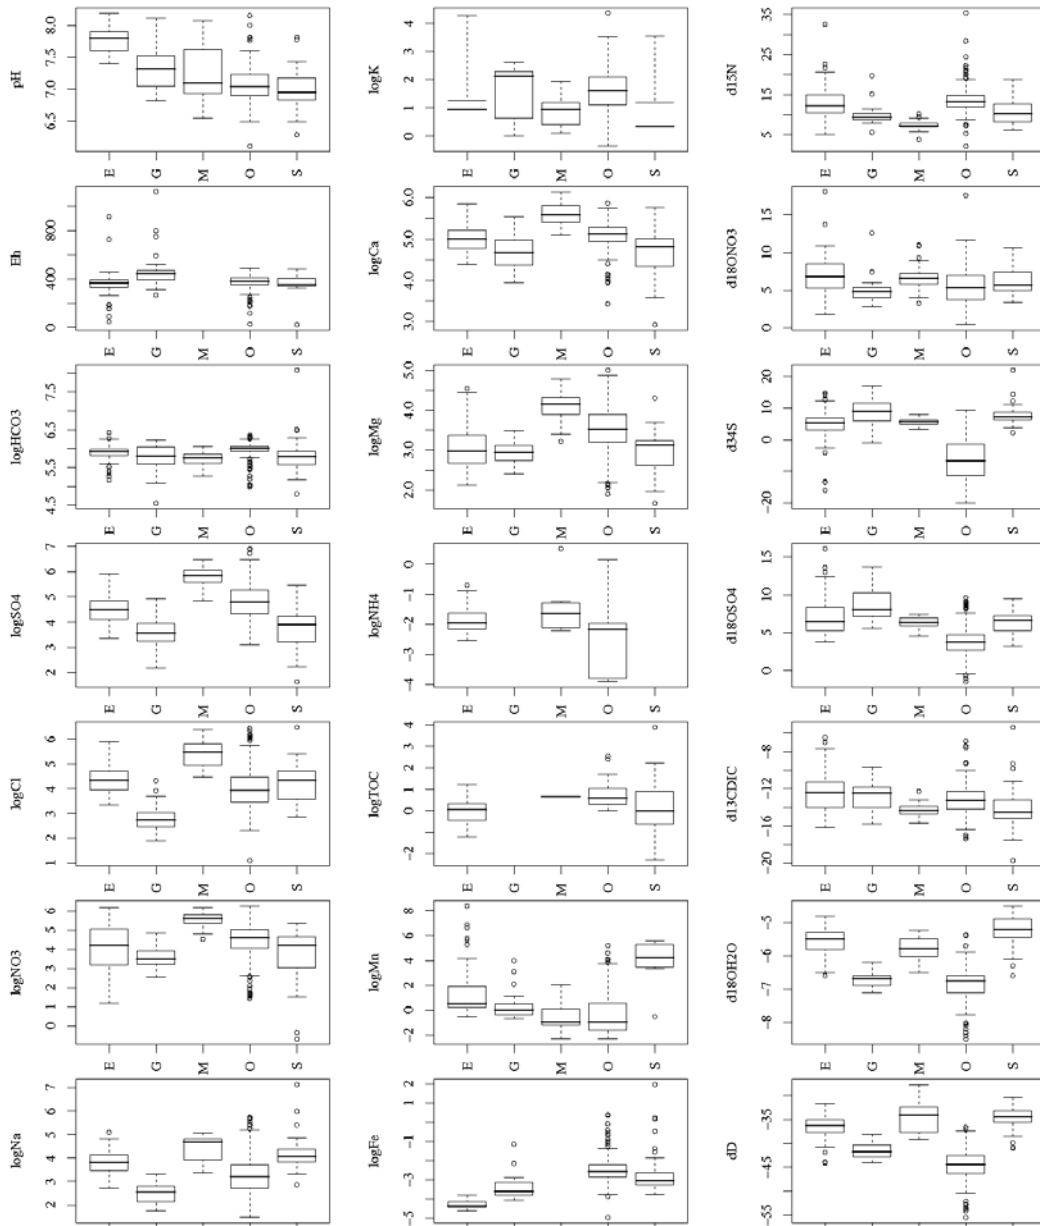 pH
6.5 7.0 7.5 8.0
E G M O S
logK
0 1 2 3 4
E G M O S
d15N
5 15 25 35
E G M O S
Eh
0 400 800
E G M O S
logCa
3.0 4.0 5.0 6.0
E G M O S
d18ONO3
0 5 10 15
E G M O S
logHCO3
4.5 5.5 6.5 7.5
E G M O S
logMg
2.0 3.0 4.0 5.0
E G M O S
d34S
−20 0 10 20
E G M O S
logSO4
2 3 4 5 6 7
E G M O S
logNH4
−4 −3 −2 −1 0
E G M O S
d18OSO4
0 5 10 15
E G M O S
logCl
1 2 3 4 5 6
E G M O S
logTOC
−2 0 1 2 3 4
E G M O S
d13CDIC
−20 −16 −12 −8
E G M O S
logNO3
0 1 2 3 4 5 6
E G M O S
logMn
−2 0 2 4 6 8
E G M O S
d18OH2O
−8 −7 −6 −5
E G M O S
logNa
2 3 4 5 6 7
E G M O S
logFe
−5 −3 −1 1 2
E G M O S
dD
−55 −45 −35
E G M O S